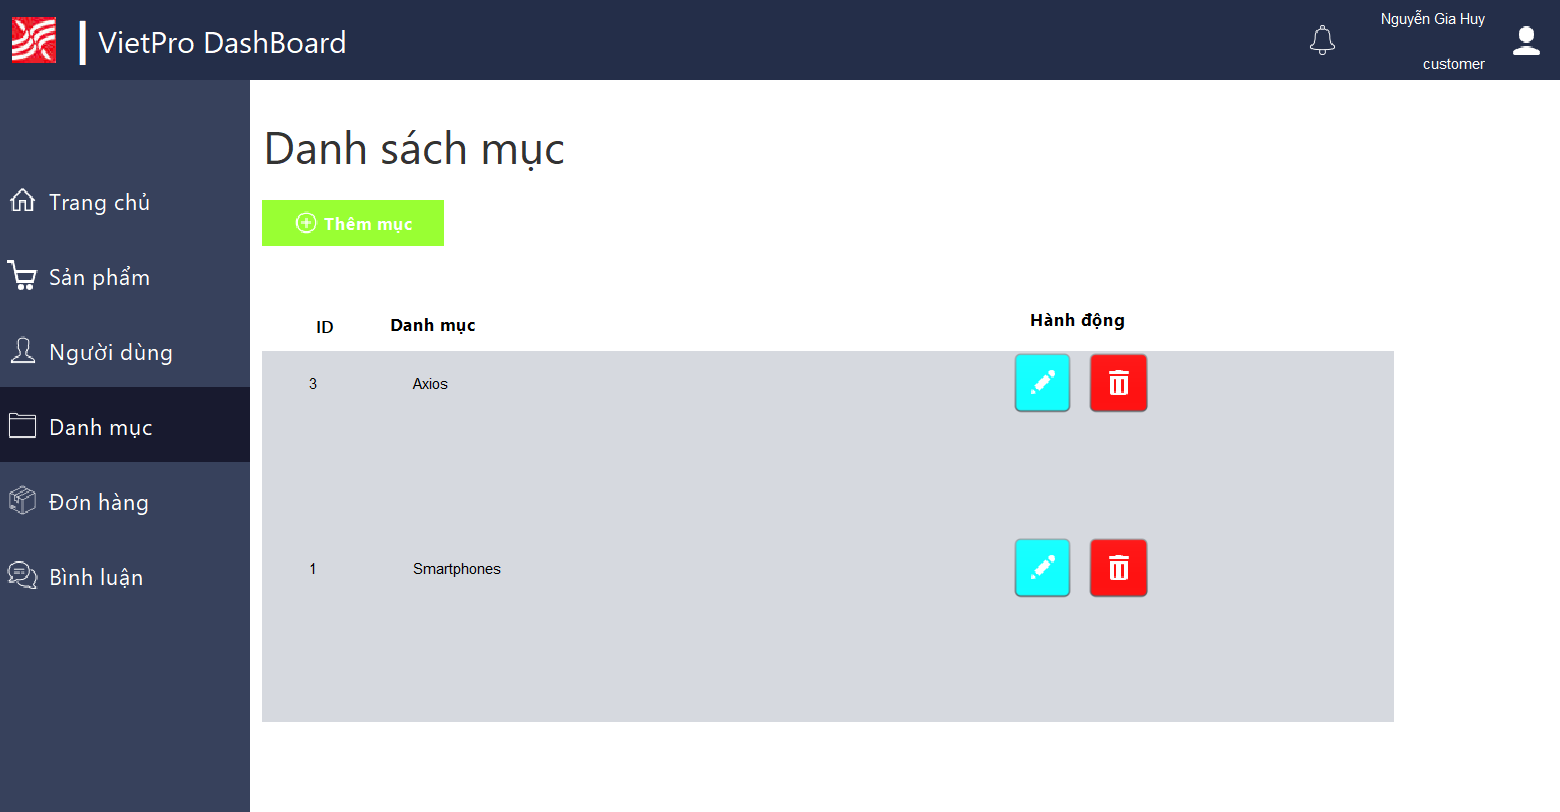 VietPro DashBoard
Nguyễn Gia Huy
customer
Trang chủ
Sản phẩm
Người dùng
Danh mục
Đơn hàng
Bình luận
Danh sách mục
Thêm mục
ID Danh mục Hành động
3 Axios
1 Smartphones